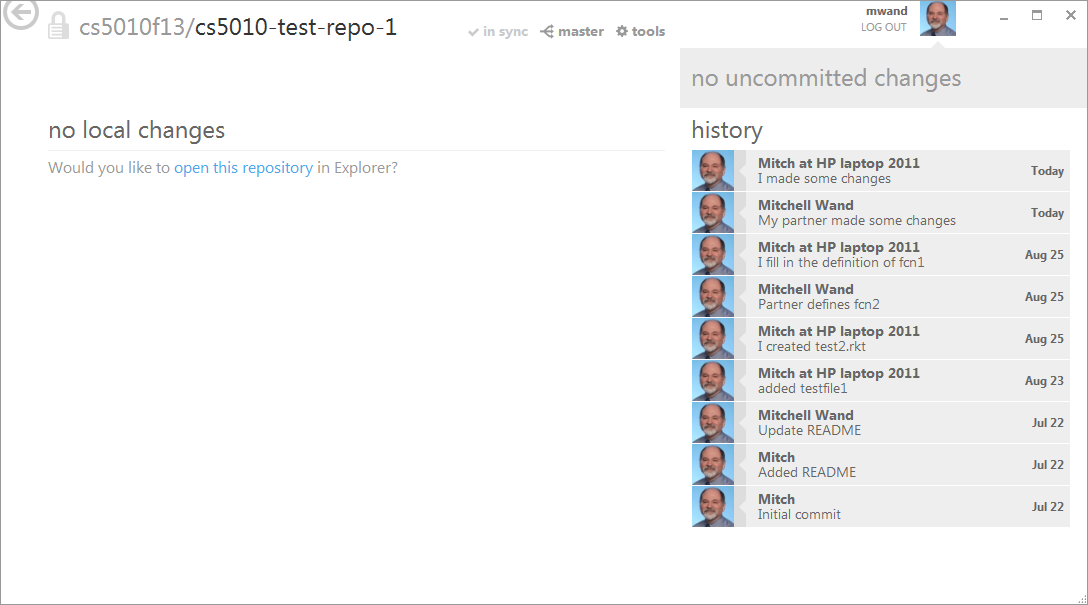 cs5010f13/cs5010-test-repo-1
in sync
master
tools
mwand
LOG OUT
no uncommitted changes
no local changes
Would you like to open this repository in Explorer?
history
Mitch at HP laptop 2011
I made some changes
Today
Mitchell Wand
My partner made some changes
Today
Mitch at HP laptop 2011
I fill in the definition of fcn1
Aug 25
Mitchell Wand
Partner defines fcn2
Aug 25
Mitch at HP laptop 2011
I created test2.rkt
Aug 25
Mitch at HP laptop 2011
added testfile1
Aug 23
Mitchell Wand
Update README
Jul 22
Mitch
Added README
Jul 22
Mitch
Initial commit
Jul 22